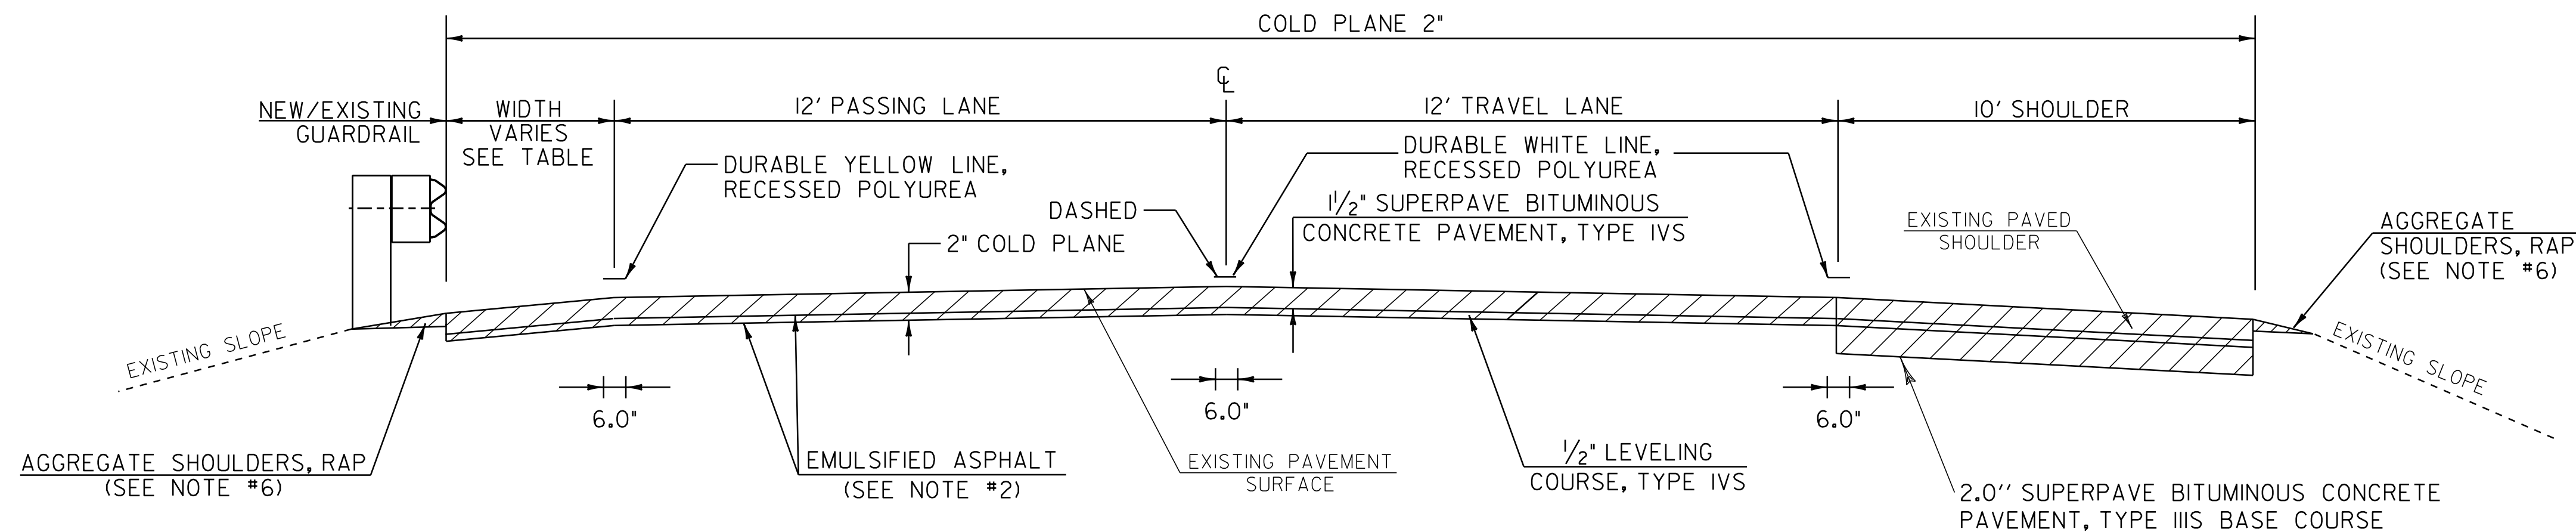 COLD PLANE 2"
℄
NEW/EXISTING
GUARDRAIL
WIDTH
VARIES
SEE TABLE
12' PASSING LANE
12' TRAVEL LANE
10' SHOULDER
DURABLE YELLOW LINE,
RECESSED POLYUREA
DURABLE WHITE LINE,
RECESSED POLYUREA
DASHED
2" COLD PLANE
1 1/2" SUPERPAVE BITUMINOUS
CONCRETE PAVEMENT, TYPE IVS
EXISTING PAVED
SHOULDER
AGGREGATE
SHOULDERS, RAP
(SEE NOTE #6)
EXISTING SLOPE
EXISTING SLOPE
6.0"
6.0"
6.0"
AGGREGATE SHOULDERS, RAP
(SEE NOTE #6)
EMULSIFIED ASPHALT
(SEE NOTE #2)
EXISTING PAVEMENT
SURFACE
1/2" LEVELING
COURSE, TYPE IVS
2.0'' SUPERPAVE BITUMINOUS CONCRETE
PAVEMENT, TYPE IIIS BASE COURSE